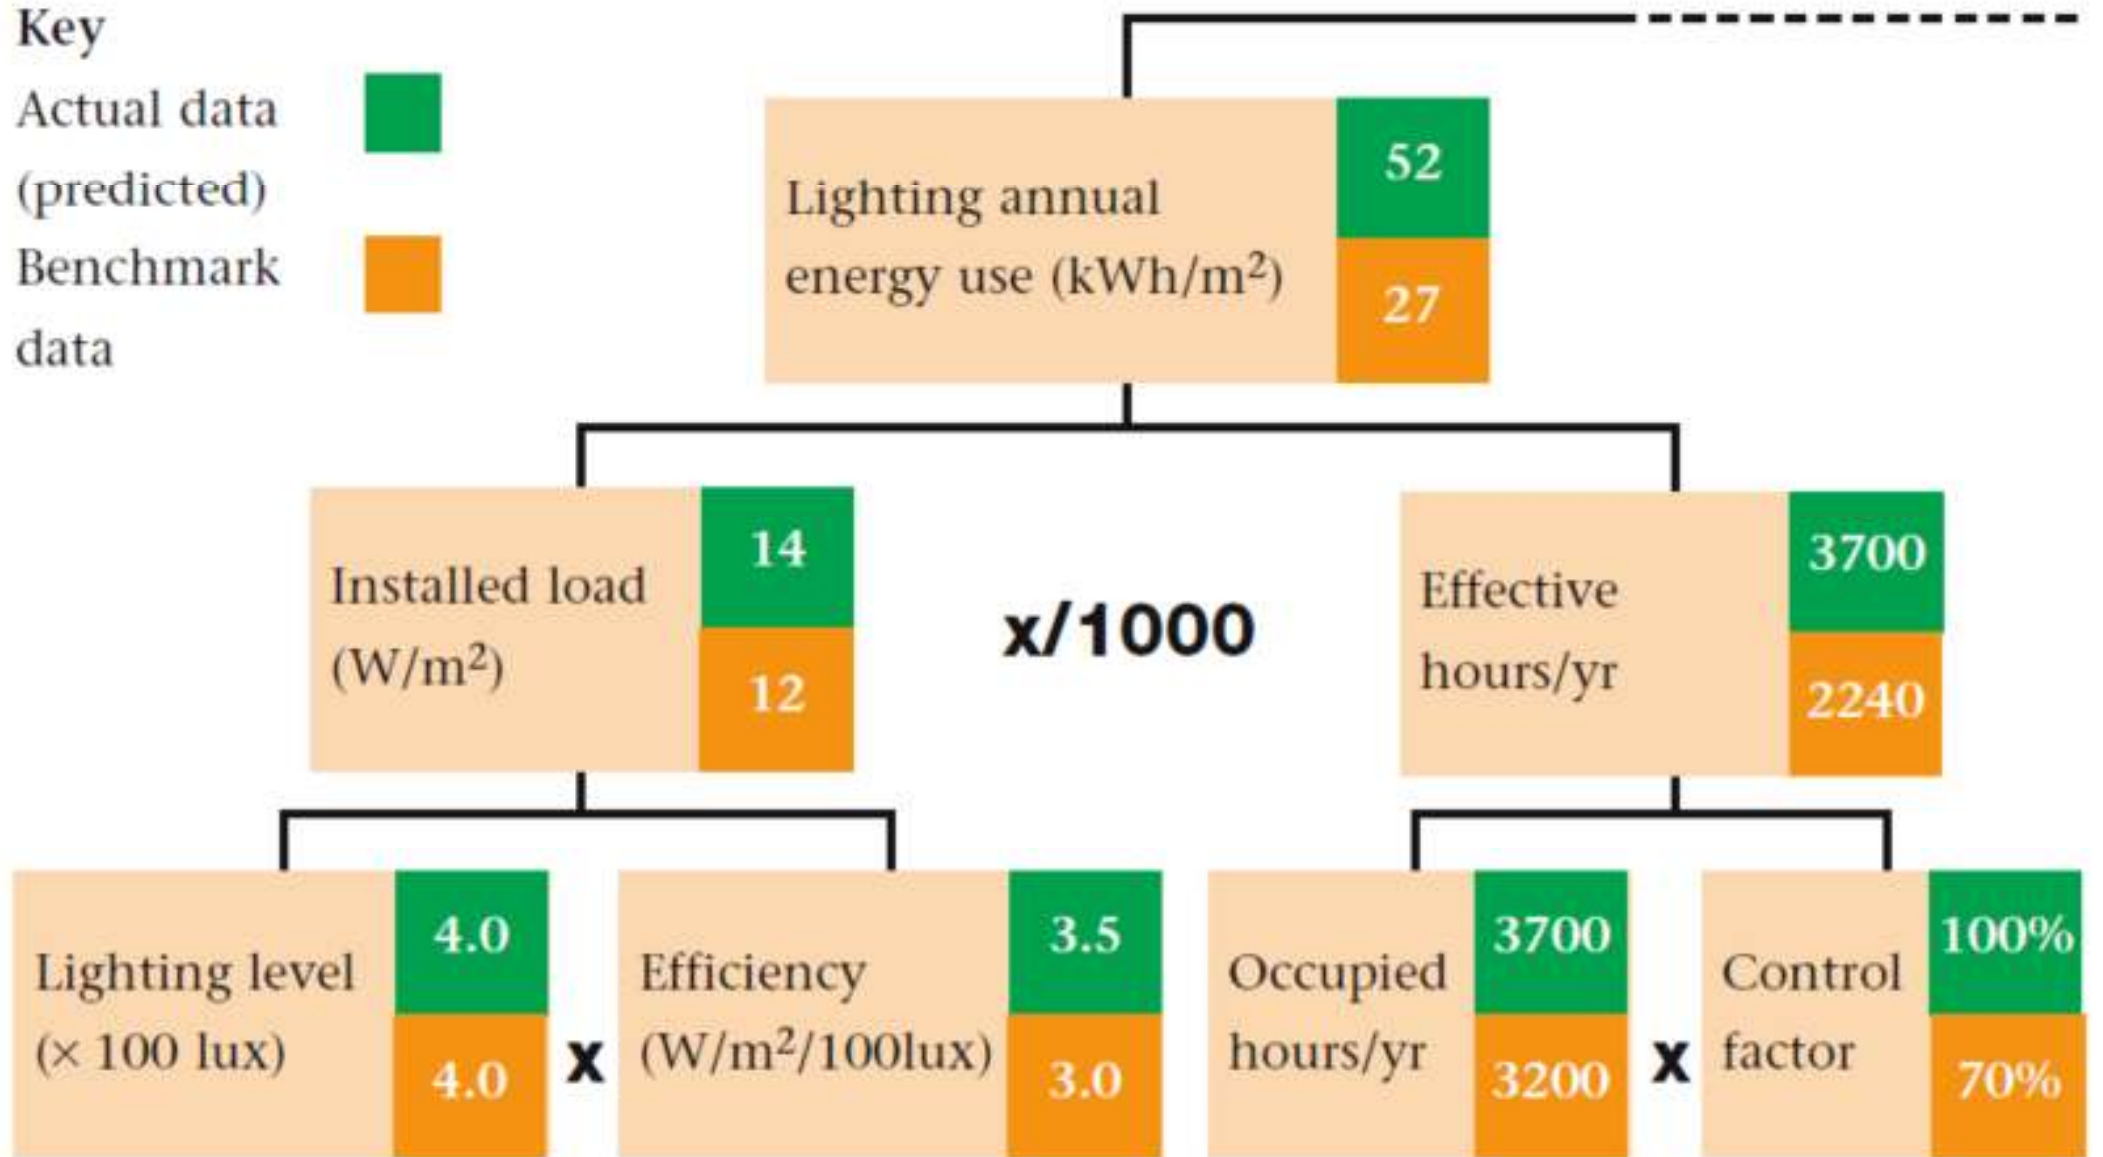 Key
Actual data
(predicted)
Benchmark
data
Lighting annual
energy use (kWh/m²)
52
27
Installed load
(W/m²)
14
12
x/1000
Effective
hours/yr
3700
2240
Lighting level
(× 100 lux)
4.0
4.0
x
Efficiency
(W/m²/100lux)
3.5
3.0
Occupied
hours/yr
3700
3200
x
Control
factor
100%
70%